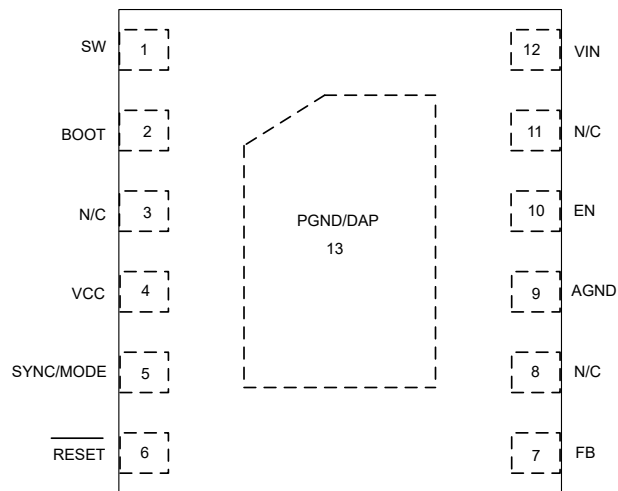 SW 1 12 VIN
BOOT 2 11 N/C
N/C 3 10 EN
PGND/DAP
13
VCC 4 9 AGND
SYNC/MODE 5 8 N/C
RESET 6 7 FB